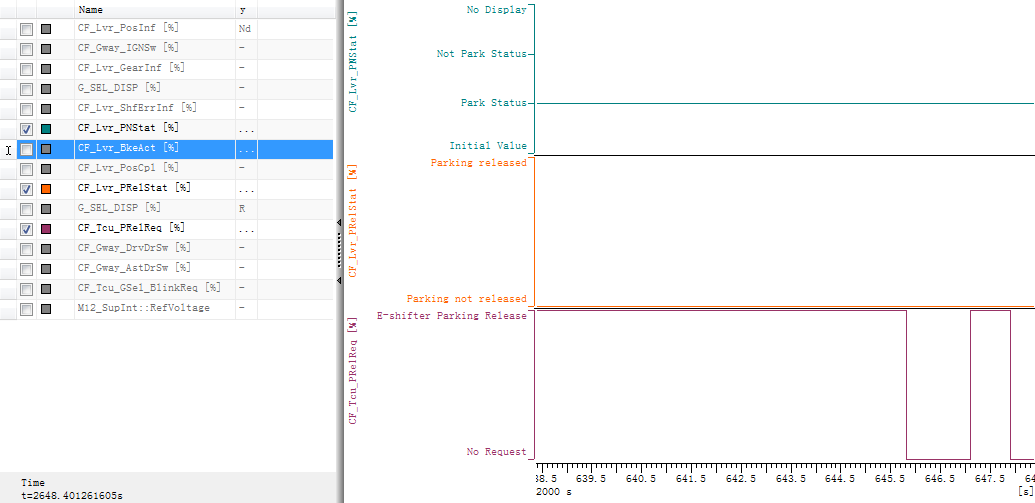 Name y
CF_Lvr_PosInf [%] Nd
CF_Gway_IGNSw [%] -
CF_Lvr_GearInf [%] -
G_SEL_DISP [%] -
CF_Lvr_ShfErrInf [%] -
CF_Lvr_PNStat [%] ...
CF_Lvr_BkeAct [%] ...
CF_Lvr_PosCpl [%] -
CF_Lvr_PRelStat [%] ...
G_SEL_DISP [%] R
CF_Tcu_PRelReq [%] ...
CF_Gway_DrvDrSw [%] -
CF_Gway_AstDrSw [%] -
CF_Tcu_GSel_BlinkReq [%] -
M12_SupInt::RefVoltage -
Time
t=2648.401261605s
CF_Lvr_PNStat [%]
No Display
Not Park Status
Park Status
Initial Value
CF_Lvr_PRelStat [%]
Parking released
Parking not released
CF_Tcu_PRelReq [%]
E-shifter Parking Release
No Request
38.5 639.5 640.5 641.5 642.5 643.5 644.5 645.5 646.5 647.5 64
2000 s [s]